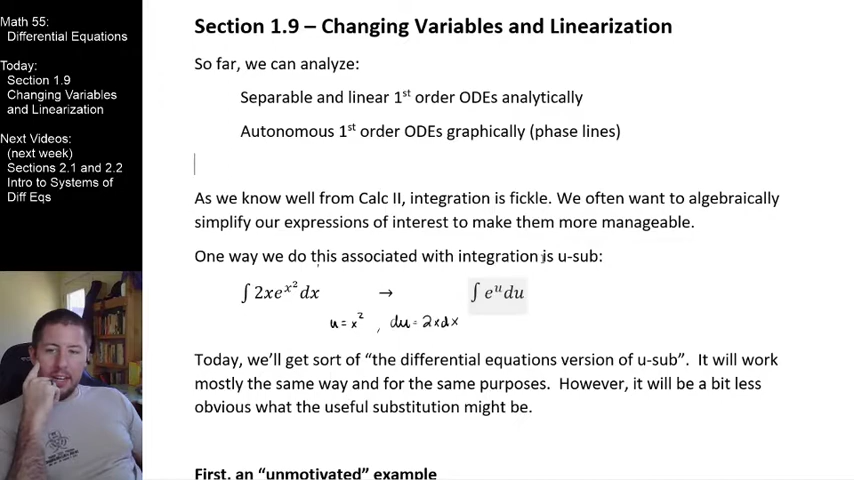 Math 55:
Differential Equations
Today:
Section 1.9
Changing Variables
and Linearization
Next Videos:
(next week)
Sections 2.1 and 2.2
Intro to Systems of
Diff Eqs
Section 1.9 – Changing Variables and Linearization
So far, we can analyze:
Separable and linear 1st order ODEs analytically
Autonomous 1st order ODEs graphically (phase lines)
As we know well from Calc II, integration is fickle. We often want to algebraically
simplify our expressions of interest to make them more manageable.
One way we do this associated with integration is u-sub:
∫ 2xe^{x^2} dx → ∫ e^u du
u = x^2 , du = 2xdx
Today, we'll get sort of “the differential equations version of u-sub”. It will work
mostly the same way and for the same purposes. However, it will be a bit less
obvious what the useful substitution might be.
First, an “unmotivated” example